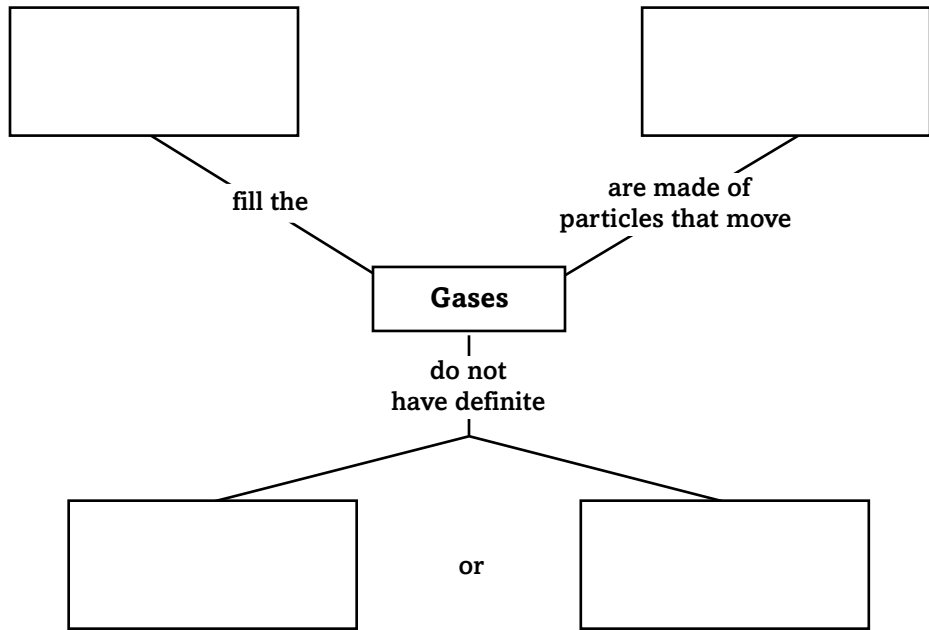 fill the
are made of
particles that move
Gases
do not
have definite
or